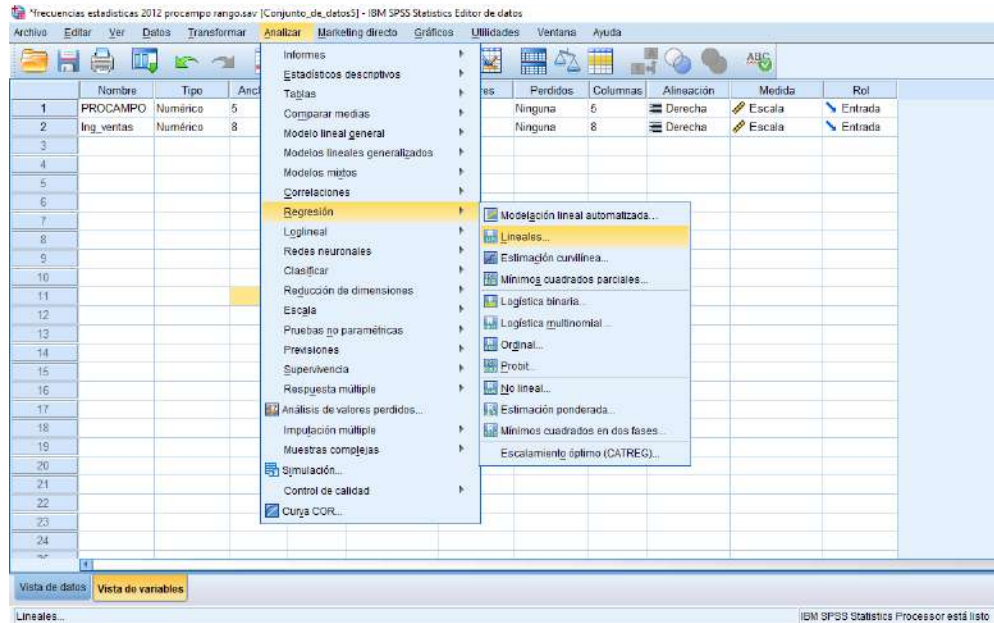 *frecuencias estadisticas 2012 procampo rango.sav [Conjunto_de_datos5] - IBM SPSS Statistics Editor de datos
Archivo Editar Ver Datos Transformar Analizar Marketing directo Gráficos Utilidades Ventana Ayuda
Nombre Tipo Perdidos Columnas Alineación Medida Rol
1 PROCAMPO Numérico 5 Ninguna 5 Derecha Escala Entrada
2 Ing_ventas Numérico 8 Ninguna 8 Derecha Escala Entrada
3
4
5
6
7
8
9
10
11
12
13
14
15
16
17
18
19
20
21
22
23
24
Informes
Estadísticos descriptivos
Tablas
Comparar medias
Modelo lineal general
Modelos lineales generalizados
Modelos mixtos
Correlaciones
Regresión
Loglineal
Redes neuronales
Clasificar
Reducción de dimensiones
Escala
Pruebas no paramétricas
Previsiones
Supervivencia
Respuesta múltiple
Análisis de valores perdidos...
Imputación múltiple
Muestras complejas
Simulación...
Control de calidad
Curva COR...
Modelación lineal automatizada...
Lineales...
Estimación curvilínea...
Mínimos cuadrados parciales...
Logística binaria...
Logística multinomial...
Ordinal...
Probit...
No lineal...
Estimación ponderada...
Mínimos cuadrados en dos fases...
Escalamiento óptimo (CATREG)...
Vista de datos Vista de variables
Lineales... IBM SPSS Statistics Processor está listo